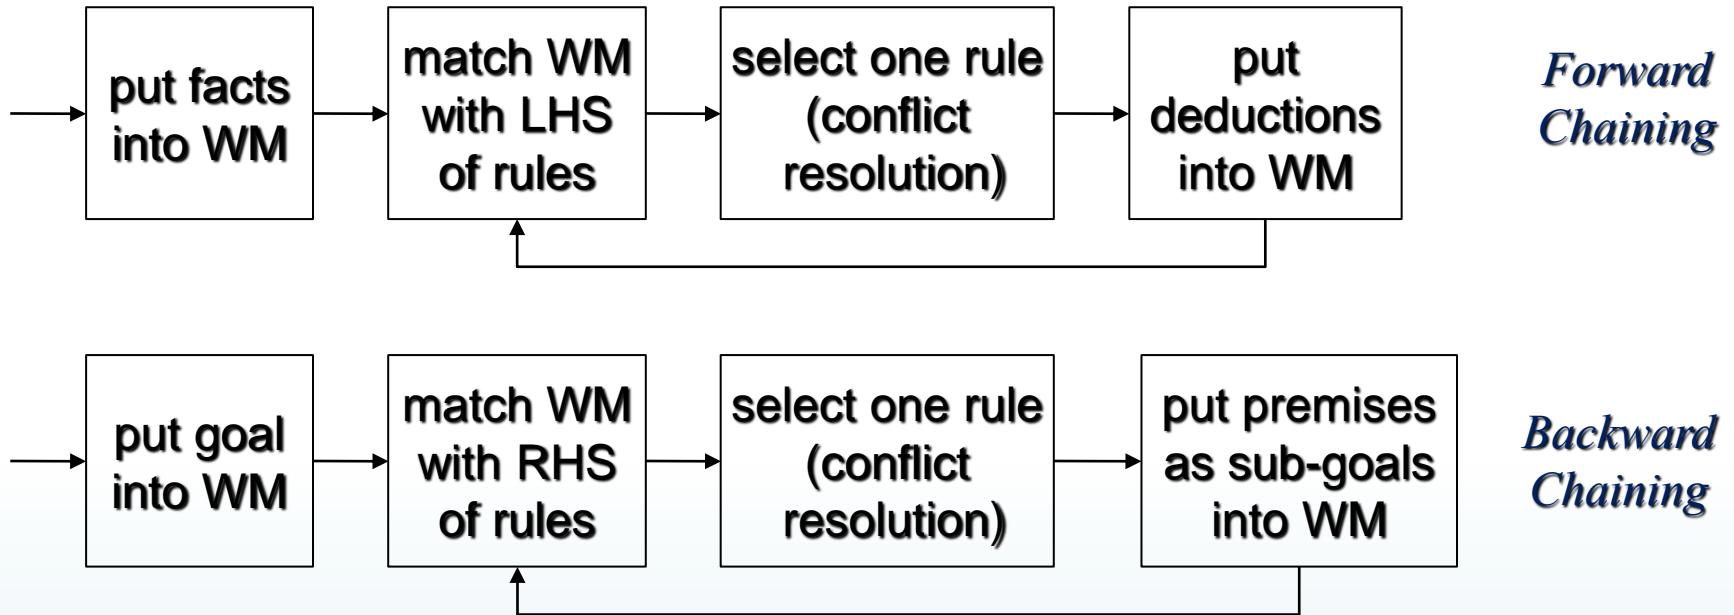 put facts
into WM
match WM
with LHS
of rules
select one rule
(conflict
resolution)
put
deductions
into WM
Forward
Chaining
put goal
into WM
match WM
with RHS
of rules
select one rule
(conflict
resolution)
put premises
as sub-goals
into WM
Backward
Chaining